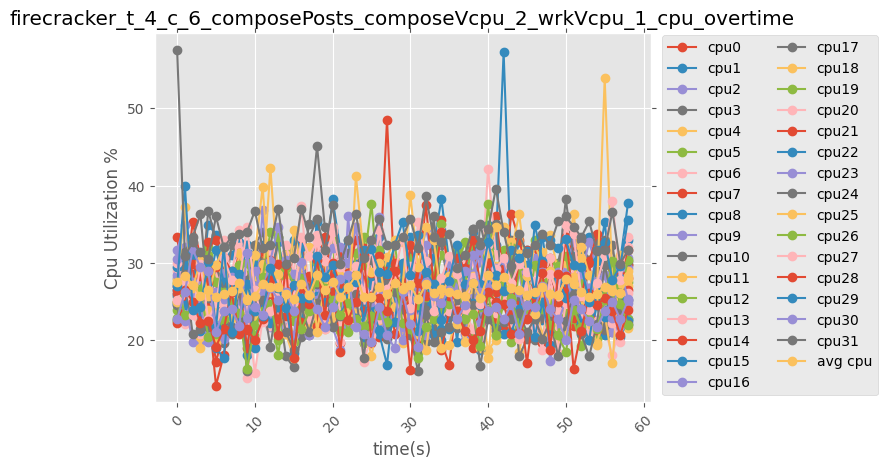 firecracker_t_4_c_6_composePosts_composeVcpu_2_wrkVcpu_1_cpu_overtime
Cpu Utilization %
50
40
30
20
0
10
20
30
40
50
60
time(s)
cpu0
cpu1
cpu2
cpu3
cpu4
cpu5
cpu6
cpu7
cpu8
cpu9
cpu10
cpu11
cpu12
cpu13
cpu14
cpu15
cpu16
cpu17
cpu18
cpu19
cpu20
cpu21
cpu22
cpu23
cpu24
cpu25
cpu26
cpu27
cpu28
cpu29
cpu30
cpu31
avg cpu